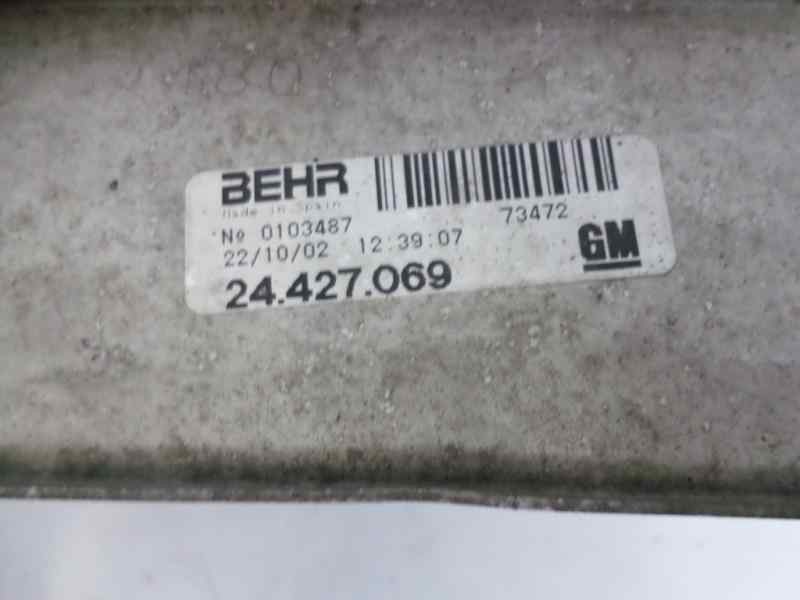 BEHR
Made in Spain
73472
Nº 0103487
22/10/02 12:39:07
GM
24.427.069